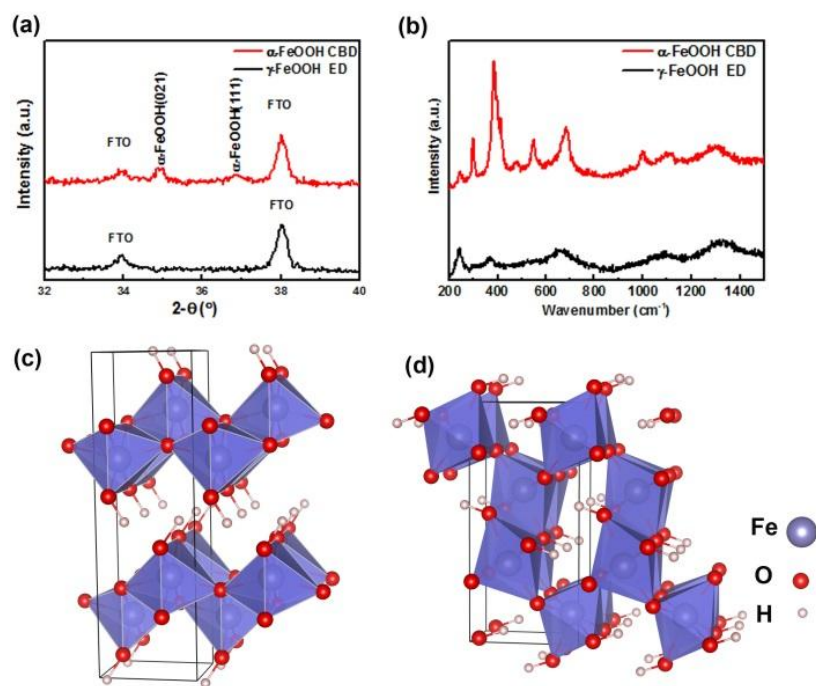 (a)
α-FeOOH CBD
γ-FeOOH ED
FTO
α-FeOOH(021)
α-FeOOH(111)
FTO
FTO
FTO
Intensity (a.u.)
32 34 36 38 40
2-θ (°)
(b)
α-FeOOH CBD
γ-FeOOH ED
Intensity (a.u.)
200 400 600 800 1000 1200 1400
Wavenumber (cm⁻¹)
(c)
(d)
Fe
O
H